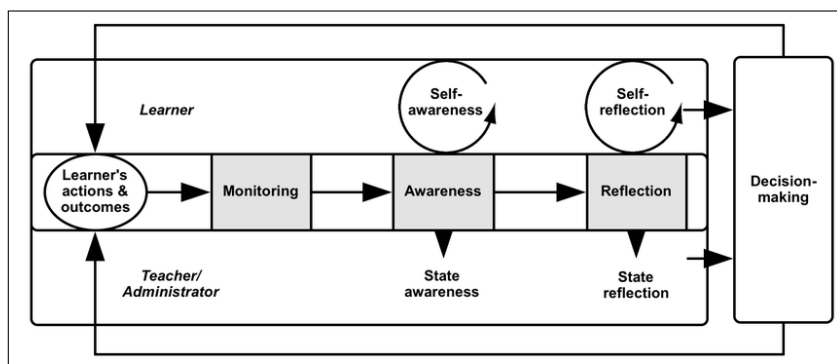 Self-
awareness
Self-
reflection
Learner
Learner's
actions &
outcomes
Monitoring
Awareness
Reflection
Decision-
making
Teacher/
Administrator
State
awareness
State
reflection